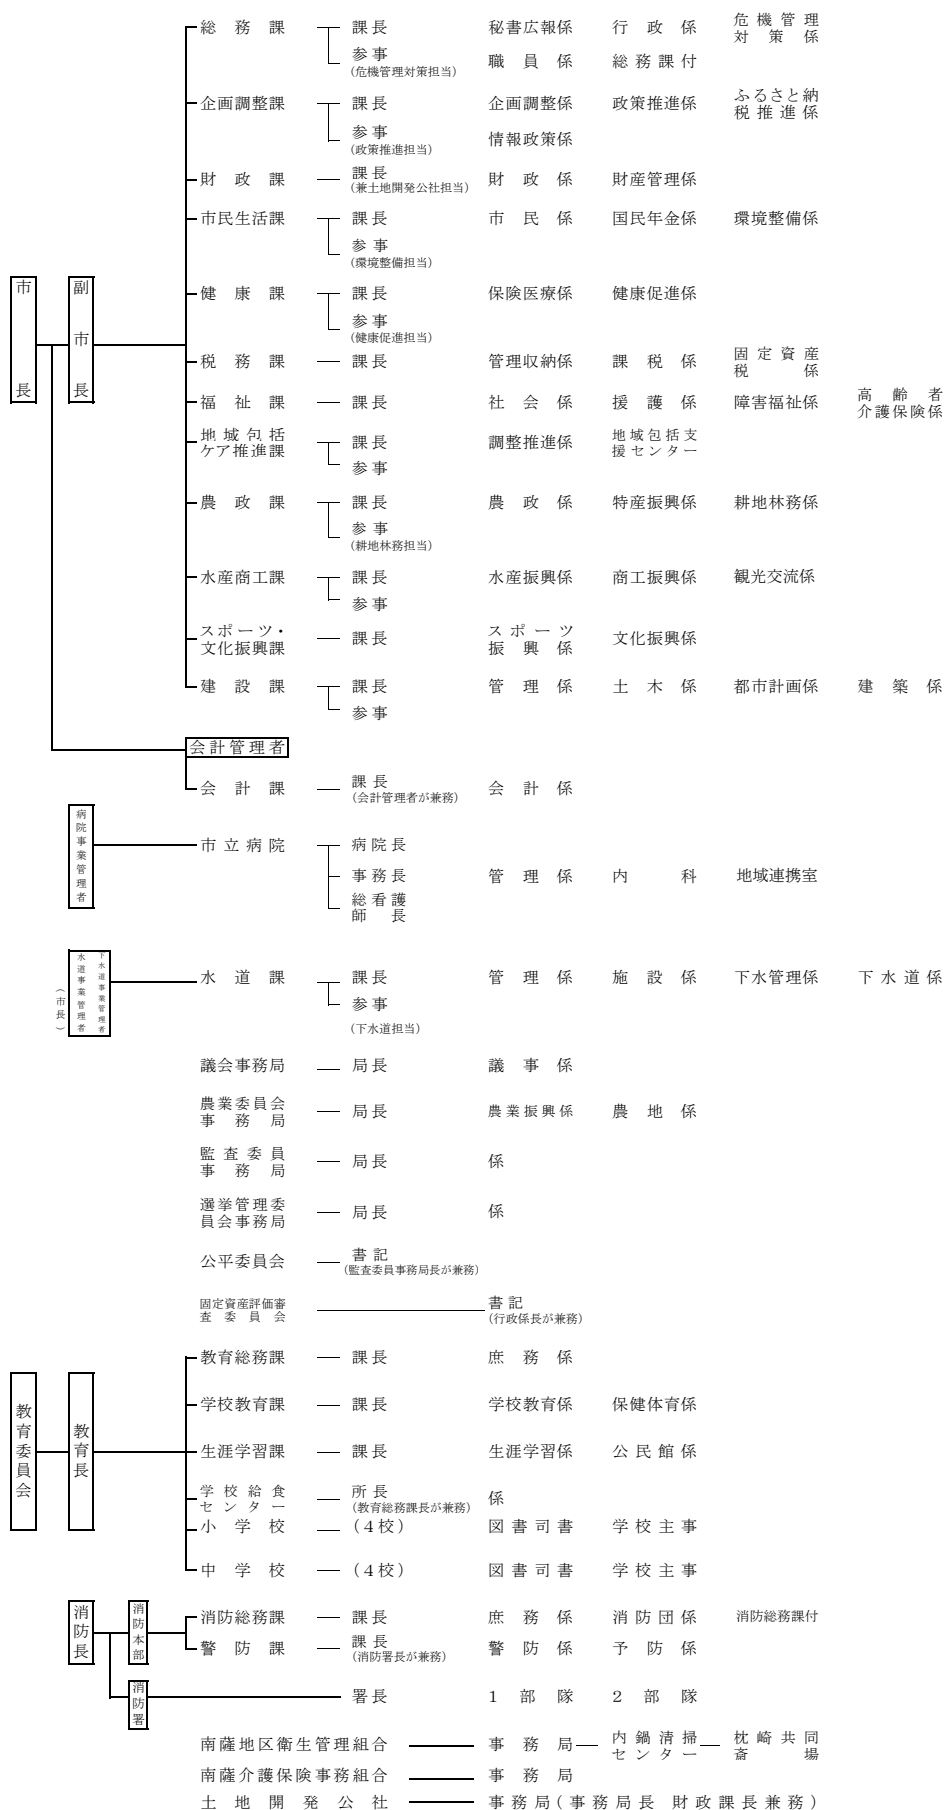 総務課 課長 秘書広報係 行政係 危機管理対策係
参事 職員係 総務課付
(危機管理対策担当)
企画調整課 課長 企画調整係 政策推進係 ふるさと納税推進係
参事 情報政策係
(政策推進担当)
財政課 課長 財政係 財産管理係
(兼土地開発公社担当)
市民生活課 課長 市民係 国民年金係 環境整備係
参事
(環境整備担当)
市長 副市長
健康課 課長 保険医療係 健康促進係
参事
(健康促進担当)
税務課 課長 管理収納係 課税係 固定資産税係
福祉課 課長 社会係 援護係 障害福祉係 高齢者介護保険係
地域包括ケア推進課 課長 調整推進係 地域包括支援センター
参事
農政課 課長 農政係 特産振興係 耕地林務係
参事
(耕地林務担当)
水産商工課 課長 水産振興係 商工振興係 観光交流係
参事
スポーツ・文化振興課 課長 スポーツ振興係 文化振興係
建設課 課長 管理係 土木係 都市計画係 建築係
参事
会計管理者
会計課 課長 会計係
(会計管理者が兼務)
病院事業管理者
市立病院 病院長
事務長 管理係 内科 地域連携室
総看護師長
下水道事業管理者
水道事業管理者
(市長)
水道課 課長 管理係 施設係 下水管理係 下水道係
参事
(下水道担当)
議会事務局 局長 議事係
農業委員会事務局 局長 農業振興係 農地係
監査委員事務局 局長 係
選挙管理委員会事務局 局長 係
公平委員会 書記
(監査委員事務局長が兼務)
固定資産評価審査委員会 書記
(行政係長が兼務)
教育委員会 教育長
教育総務課 課長 庶務係
学校教育課 課長 学校教育係 保健体育係
生涯学習課 課長 生涯学習係 公民館係
学校給食センター 所長 係
(教育総務課長が兼務)
小学校 (4校) 図書司書 学校主事
中学校 (4校) 図書司書 学校主事
消防長 消防本部
消防総務課 課長 庶務係 消防団係 消防総務課付
警防課 課長 警防係 予防係
(消防署長が兼務)
消防署 署長 1部隊 2部隊
南薩地区衛生管理組合 事務局 内鍋清掃センター 枕崎共同斎場
南薩介護保険事務組合 事務局
土地開発公社 事務局(事務局長 財政課長兼務)